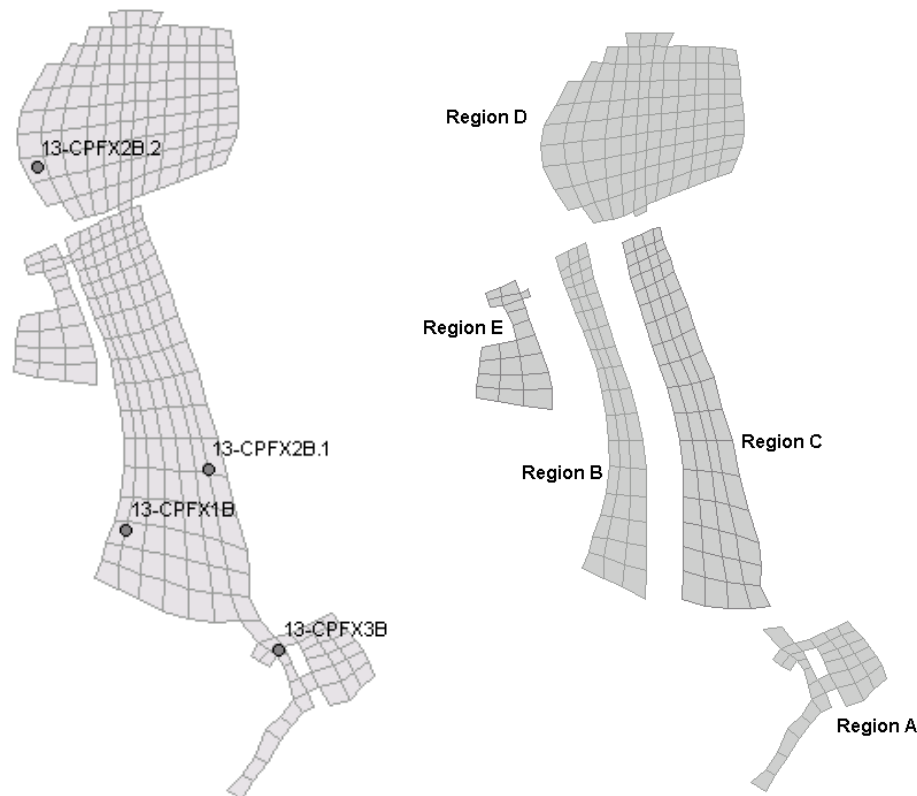 13-CPFX2B.2
13-CPFX2B.1
13-CPFX1B
13-CPFX3B
Region D
Region E
Region C
Region B
Region A